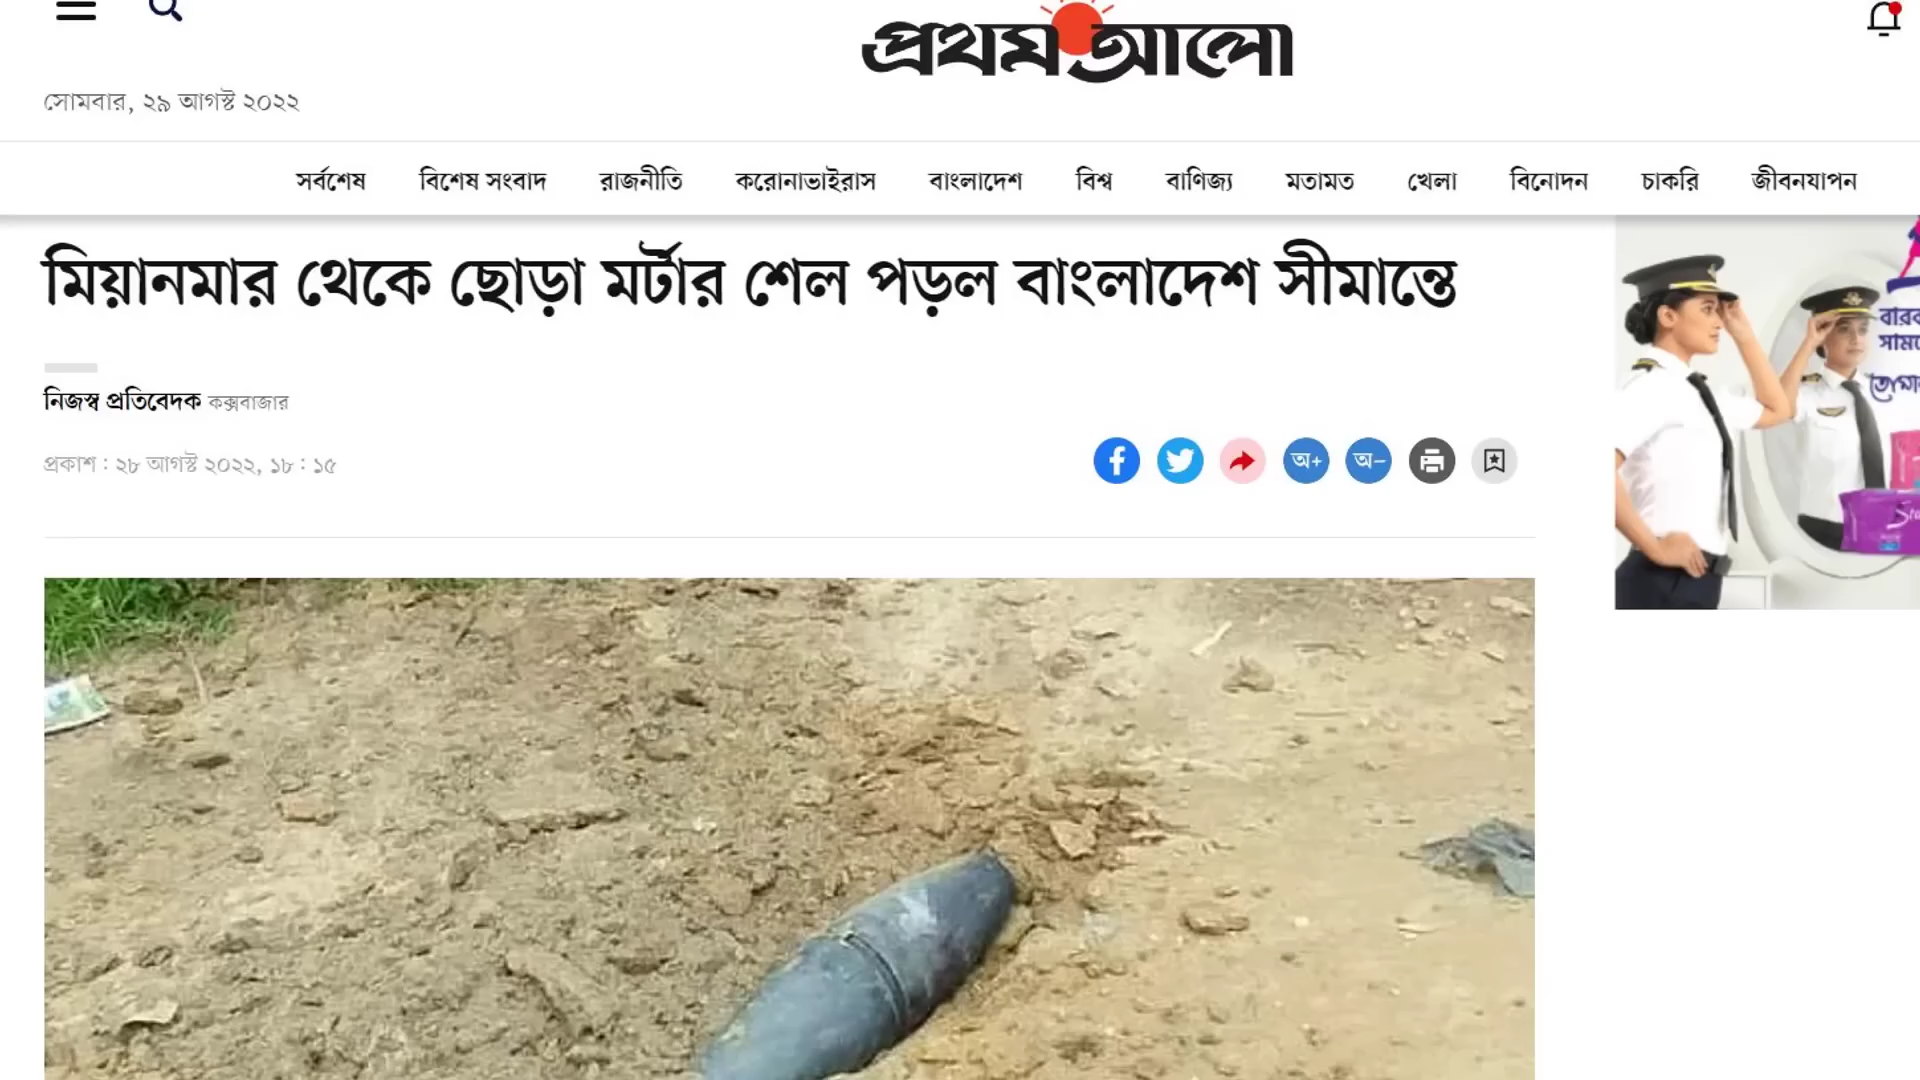 প্রথম আলো
সোমবার, ২৯ আগস্ট ২০২২
সর্বশেষ বিশেষ সংবাদ রাজনীতি করোনাভাইরাস বাংলাদেশ বিশ্ব বাণিজ্য মতামত খেলা বিনোদন চাকরি জীবনযাপন
মিয়ানমার থেকে ছোড়া মর্টার শেল পড়ল বাংলাদেশ সীমান্তে
নিজস্ব প্রতিবেদক কক্সবাজার
প্রকাশ : ২৮ আগস্ট ২০২২, ১৮ : ১৫
অ+ অ−